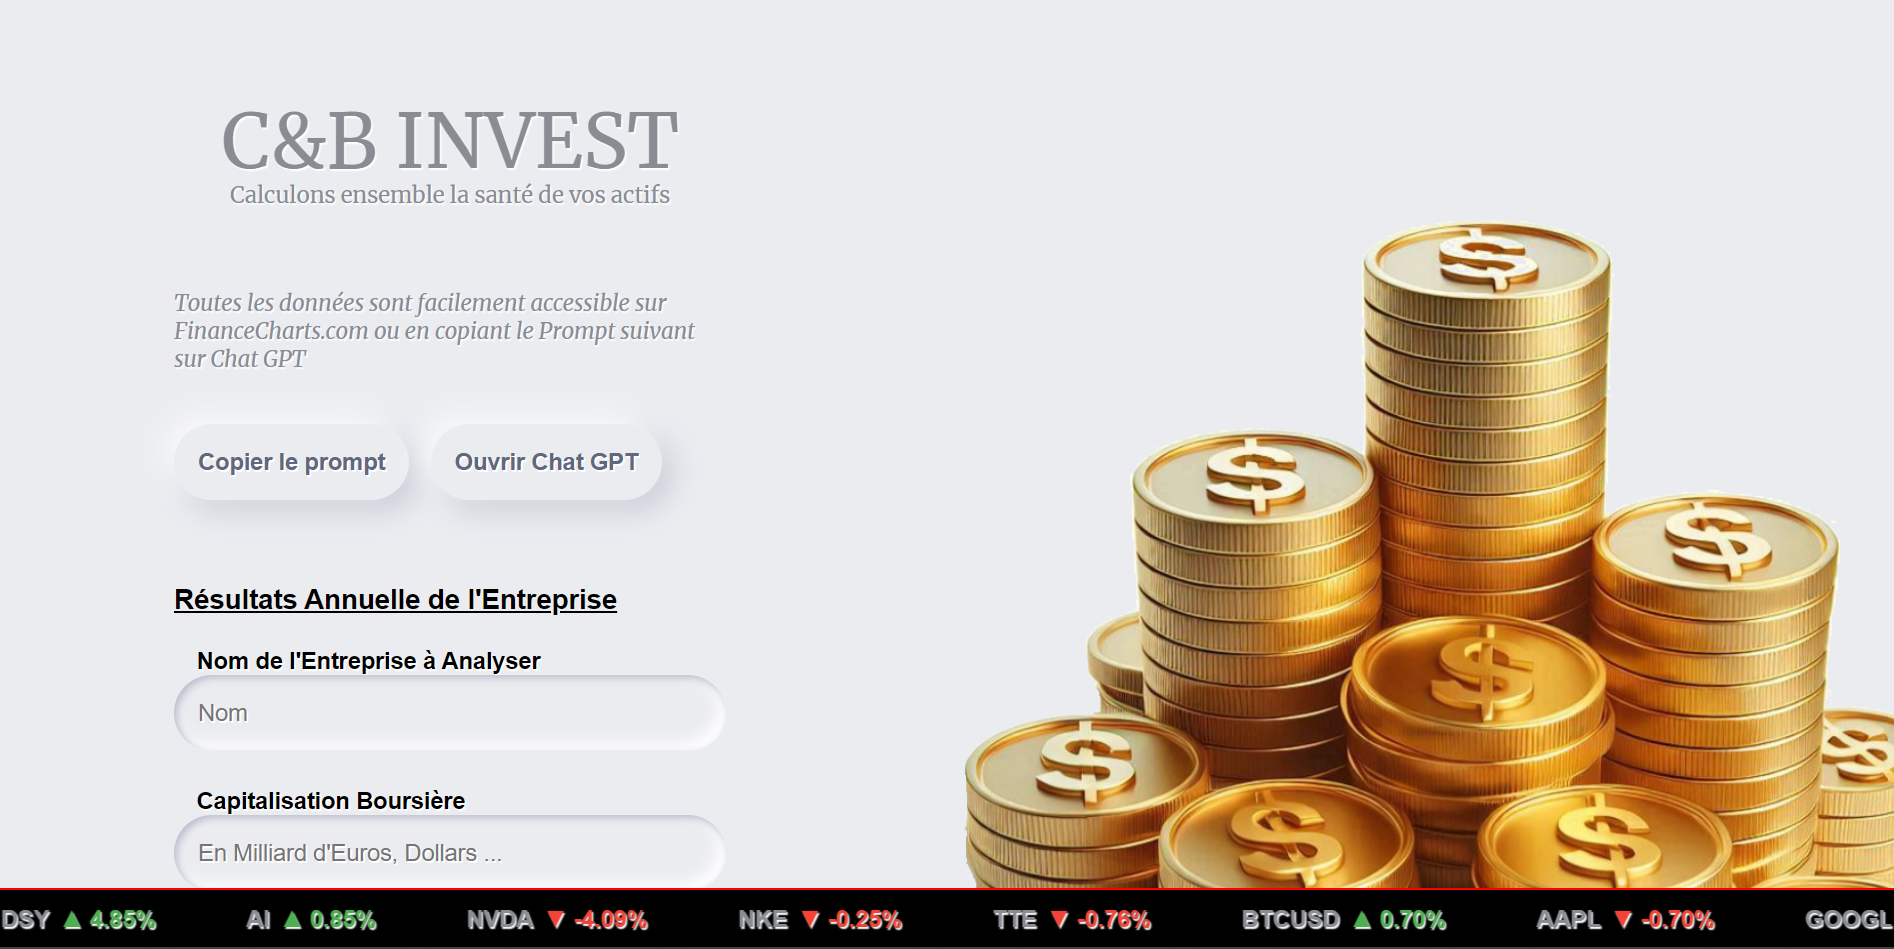 C&B INVEST
Calculons ensemble la santé de vos actifs
Toutes les données sont facilement accessible sur
FinanceCharts.com ou en copiant le Prompt suivant
sur Chat GPT
Copier le prompt
Ouvrir Chat GPT
Résultats Annuelle de l'Entreprise
Nom de l'Entreprise à Analyser
Nom
Capitalisation Boursière
En Milliard d'Euros, Dollars ...
DSY ▲ 4.85% AI ▲ 0.85% NVDA ▼ -4.09% NKE ▼ -0.25% TTE ▼ -0.76% BTCUSD ▲ 0.70% AAPL ▼ -0.70% GOOGL